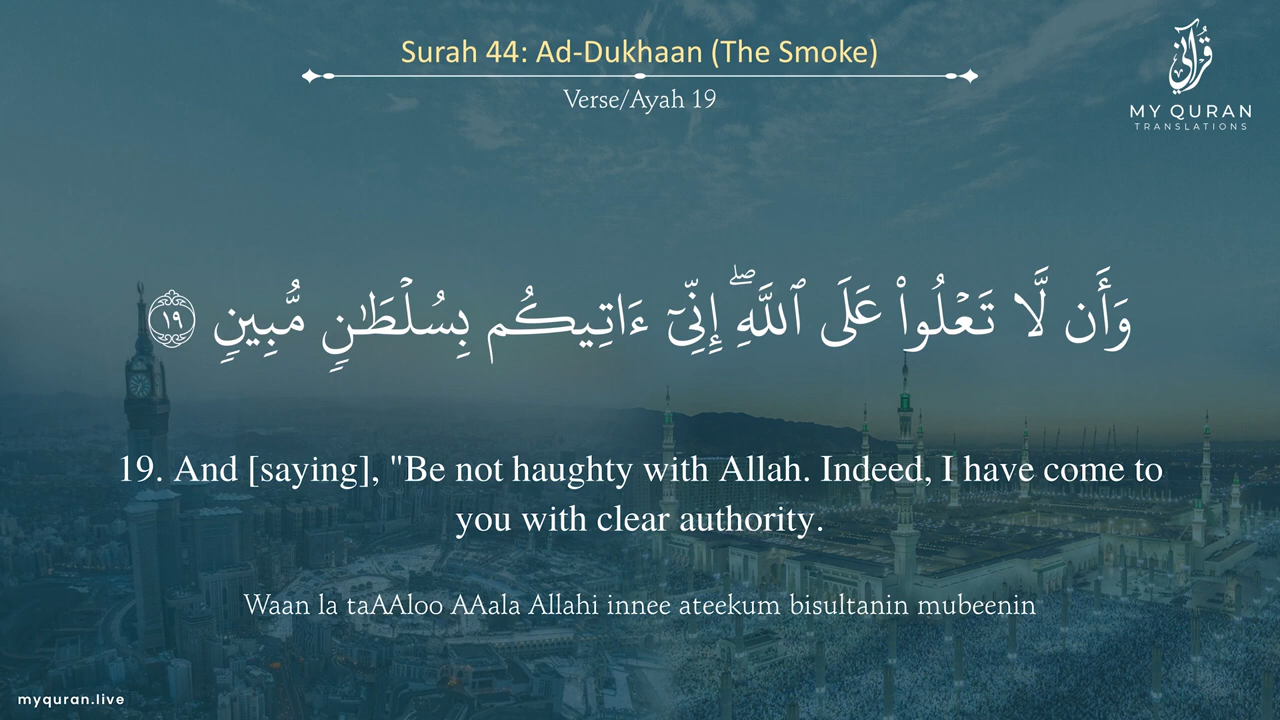 Surah 44: Ad-Dukhaan (The Smoke)
Verse/Ayah 19
قرآني
MY QURAN
TRANSLATIONS
وَأَن لَّا تَعْلُوا۟ عَلَى ٱللَّهِ ۖ إِنِّىٓ ءَاتِيكُم بِسُلْطَـٰنٍ مُّبِينٍ ١٩
19. And [saying], "Be not haughty with Allah. Indeed, I have come to
you with clear authority.
Waan la taAAloo AAala Allahi innee ateekum bisultanin mubeenin
myquran.live